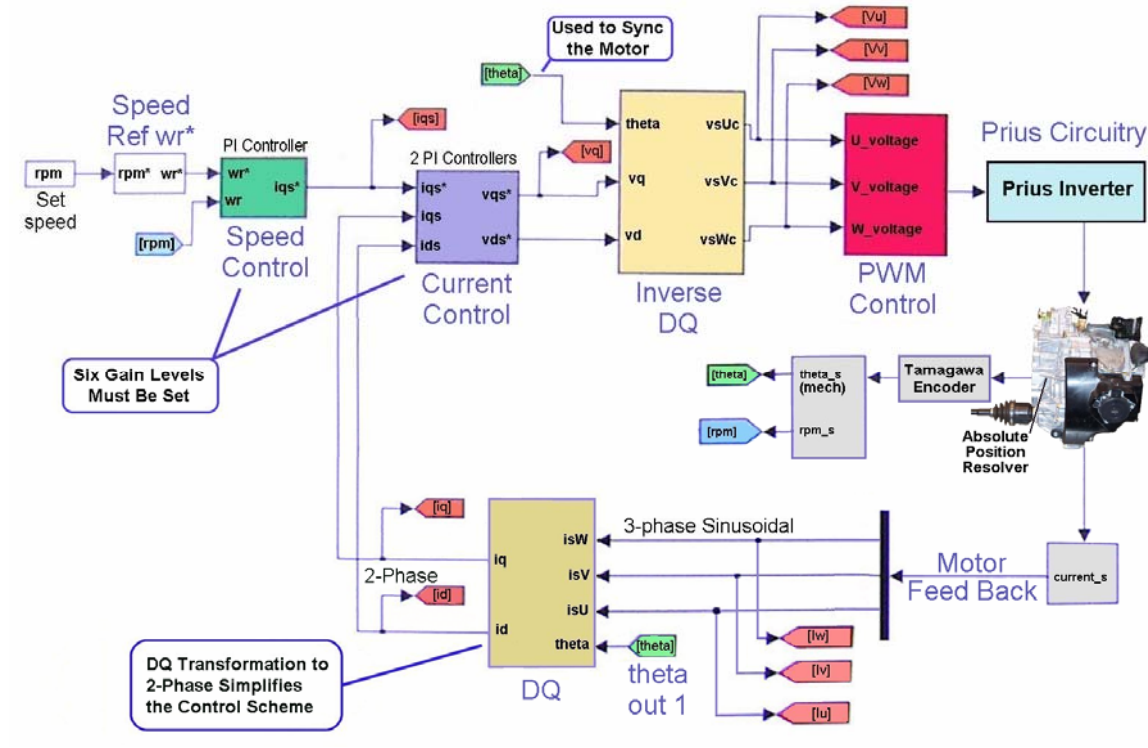 [Vu]
Used to Sync
the Motor
[Vv]
[theta]
[Vw]
Speed
Ref wr*
[iqs]
theta
vsUc
PI Controller
2 PI Controllers
[vq]
U_voltage
Prius Circuitry
rpm
rpm*
wr*
wr*
iqs*
wr
iqs*
vqs*
vq
vsVc
V_voltage
Prius Inverter
Set
speed
iqs
[rpm]
ids
vds*
vd
vsWc
W_voltage
Speed
Control
Current
Control
Inverse
DQ
PWM
Control
Six Gain Levels
Must Be Set
[theta]
theta_s
(mech)
Tamagawa
Encoder
[rpm]
rpm_s
Absolute
Position
Resolver
[iq]
3-phase Sinusoidal
isW
iq
2-Phase
isV
Motor
Feed Back
current_s
[id]
isU
id
theta
[theta]
[Iw]
DQ Transformation to
2-Phase Simplifies
the Control Scheme
DQ
theta
out 1
[Iv]
[Iu]